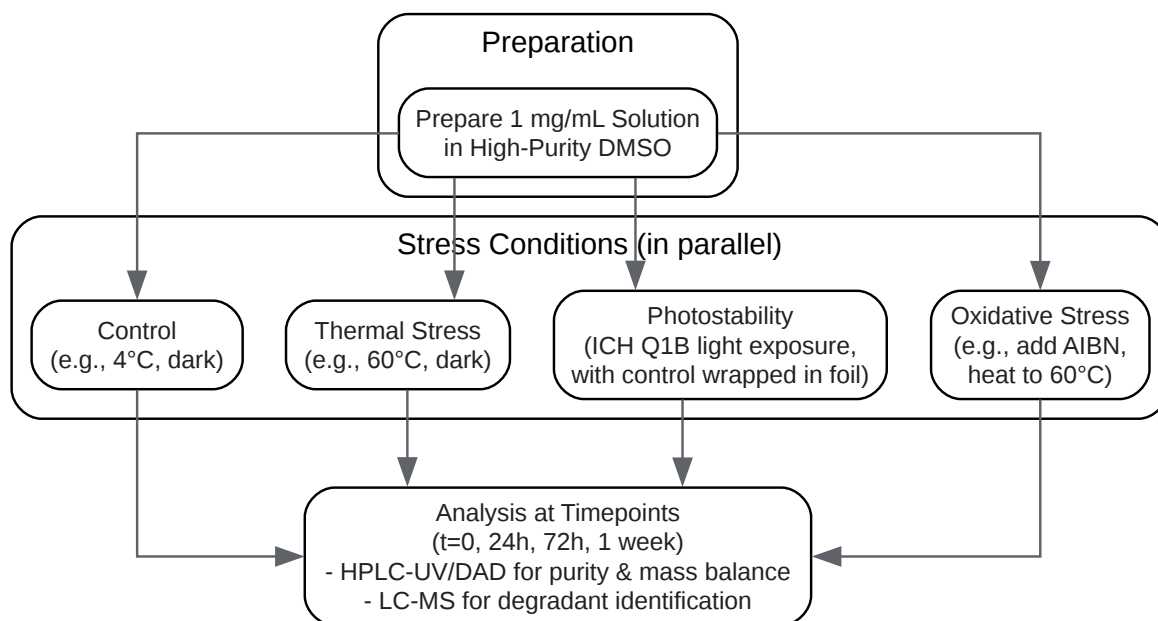 Preparation
Prepare 1 mg/mL Solution
in High-Purity DMSO
Stress Conditions (in parallel)
Control
(e.g., 4°C, dark)
Thermal Stress
(e.g., 60°C, dark)
Photostability
(ICH Q1B light exposure,
with control wrapped in foil)
Oxidative Stress
(e.g., add AIBN,
heat to 60°C)
Analysis at Timepoints
(t=0, 24h, 72h, 1 week)
- HPLC-UV/DAD for purity & mass balance
- LC-MS for degradant identification